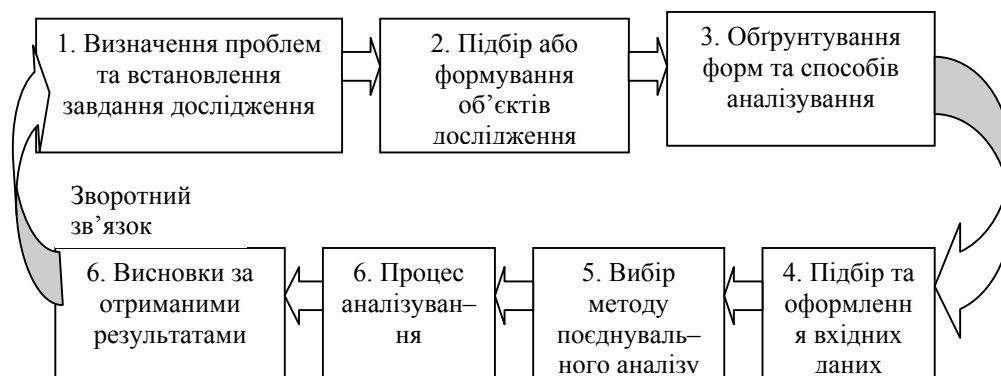 1. Визначення проблем
та встановлення
завдання дослідження
2. Підбір або
формування
об’єктів
дослідження
3. Обґрунтування
форм та способів
аналізування
Зворотний
зв’язок
6. Висновки за
отриманими
результатами
6. Процес
аналізуван–
ня
5. Вибір
методу
поєднуваль–
ного аналізу
4. Підбір та
оформленн
я вхідних
даних